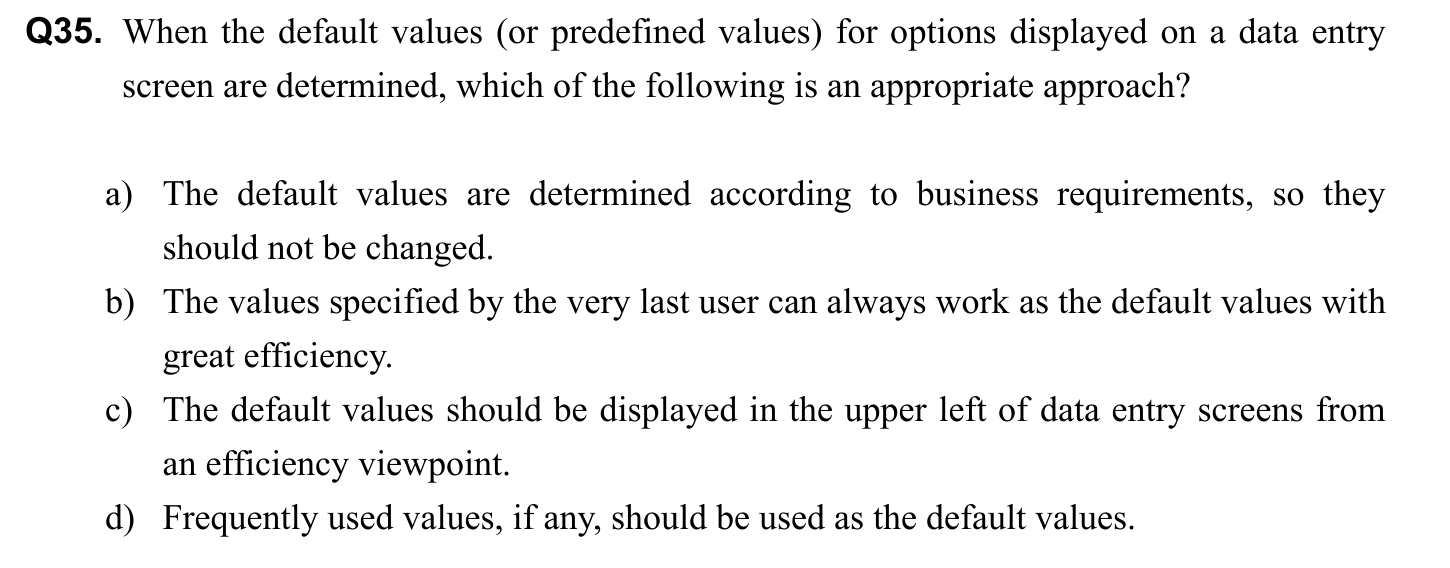 Q35. When the default values (or predefined values) for options displayed on a data entry
screen are determined, which of the following is an appropriate approach?
a) The default values are determined according to business requirements, so they
should not be changed.
b) The values specified by the very last user can always work as the default values with
great efficiency.
c) The default values should be displayed in the upper left of data entry screens from
an efficiency viewpoint.
d) Frequently used values, if any, should be used as the default values.